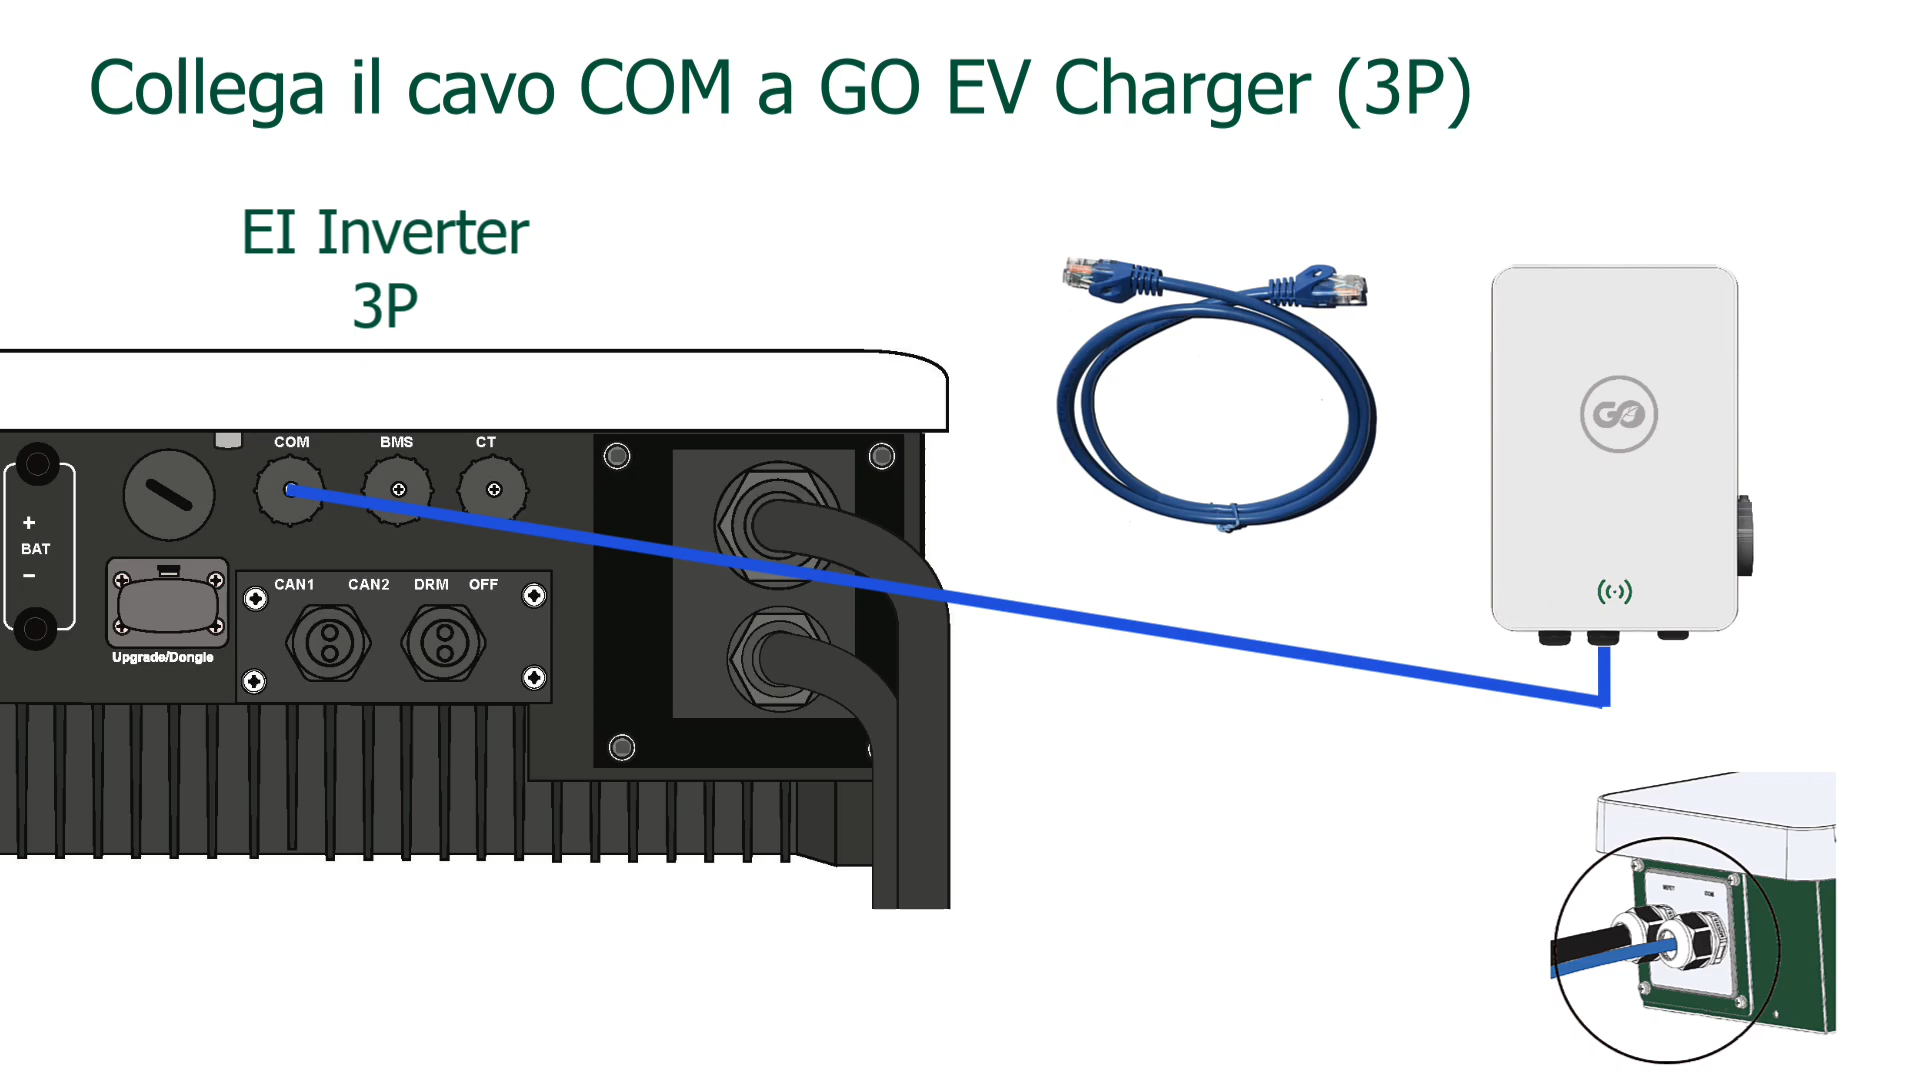 Collega il cavo COM a GO EV Charger (3P)
EI Inverter
3P
COM BMS CT
+
BAT
−
CAN1 CAN2 DRM OFF
Upgrade/Dongle
GO